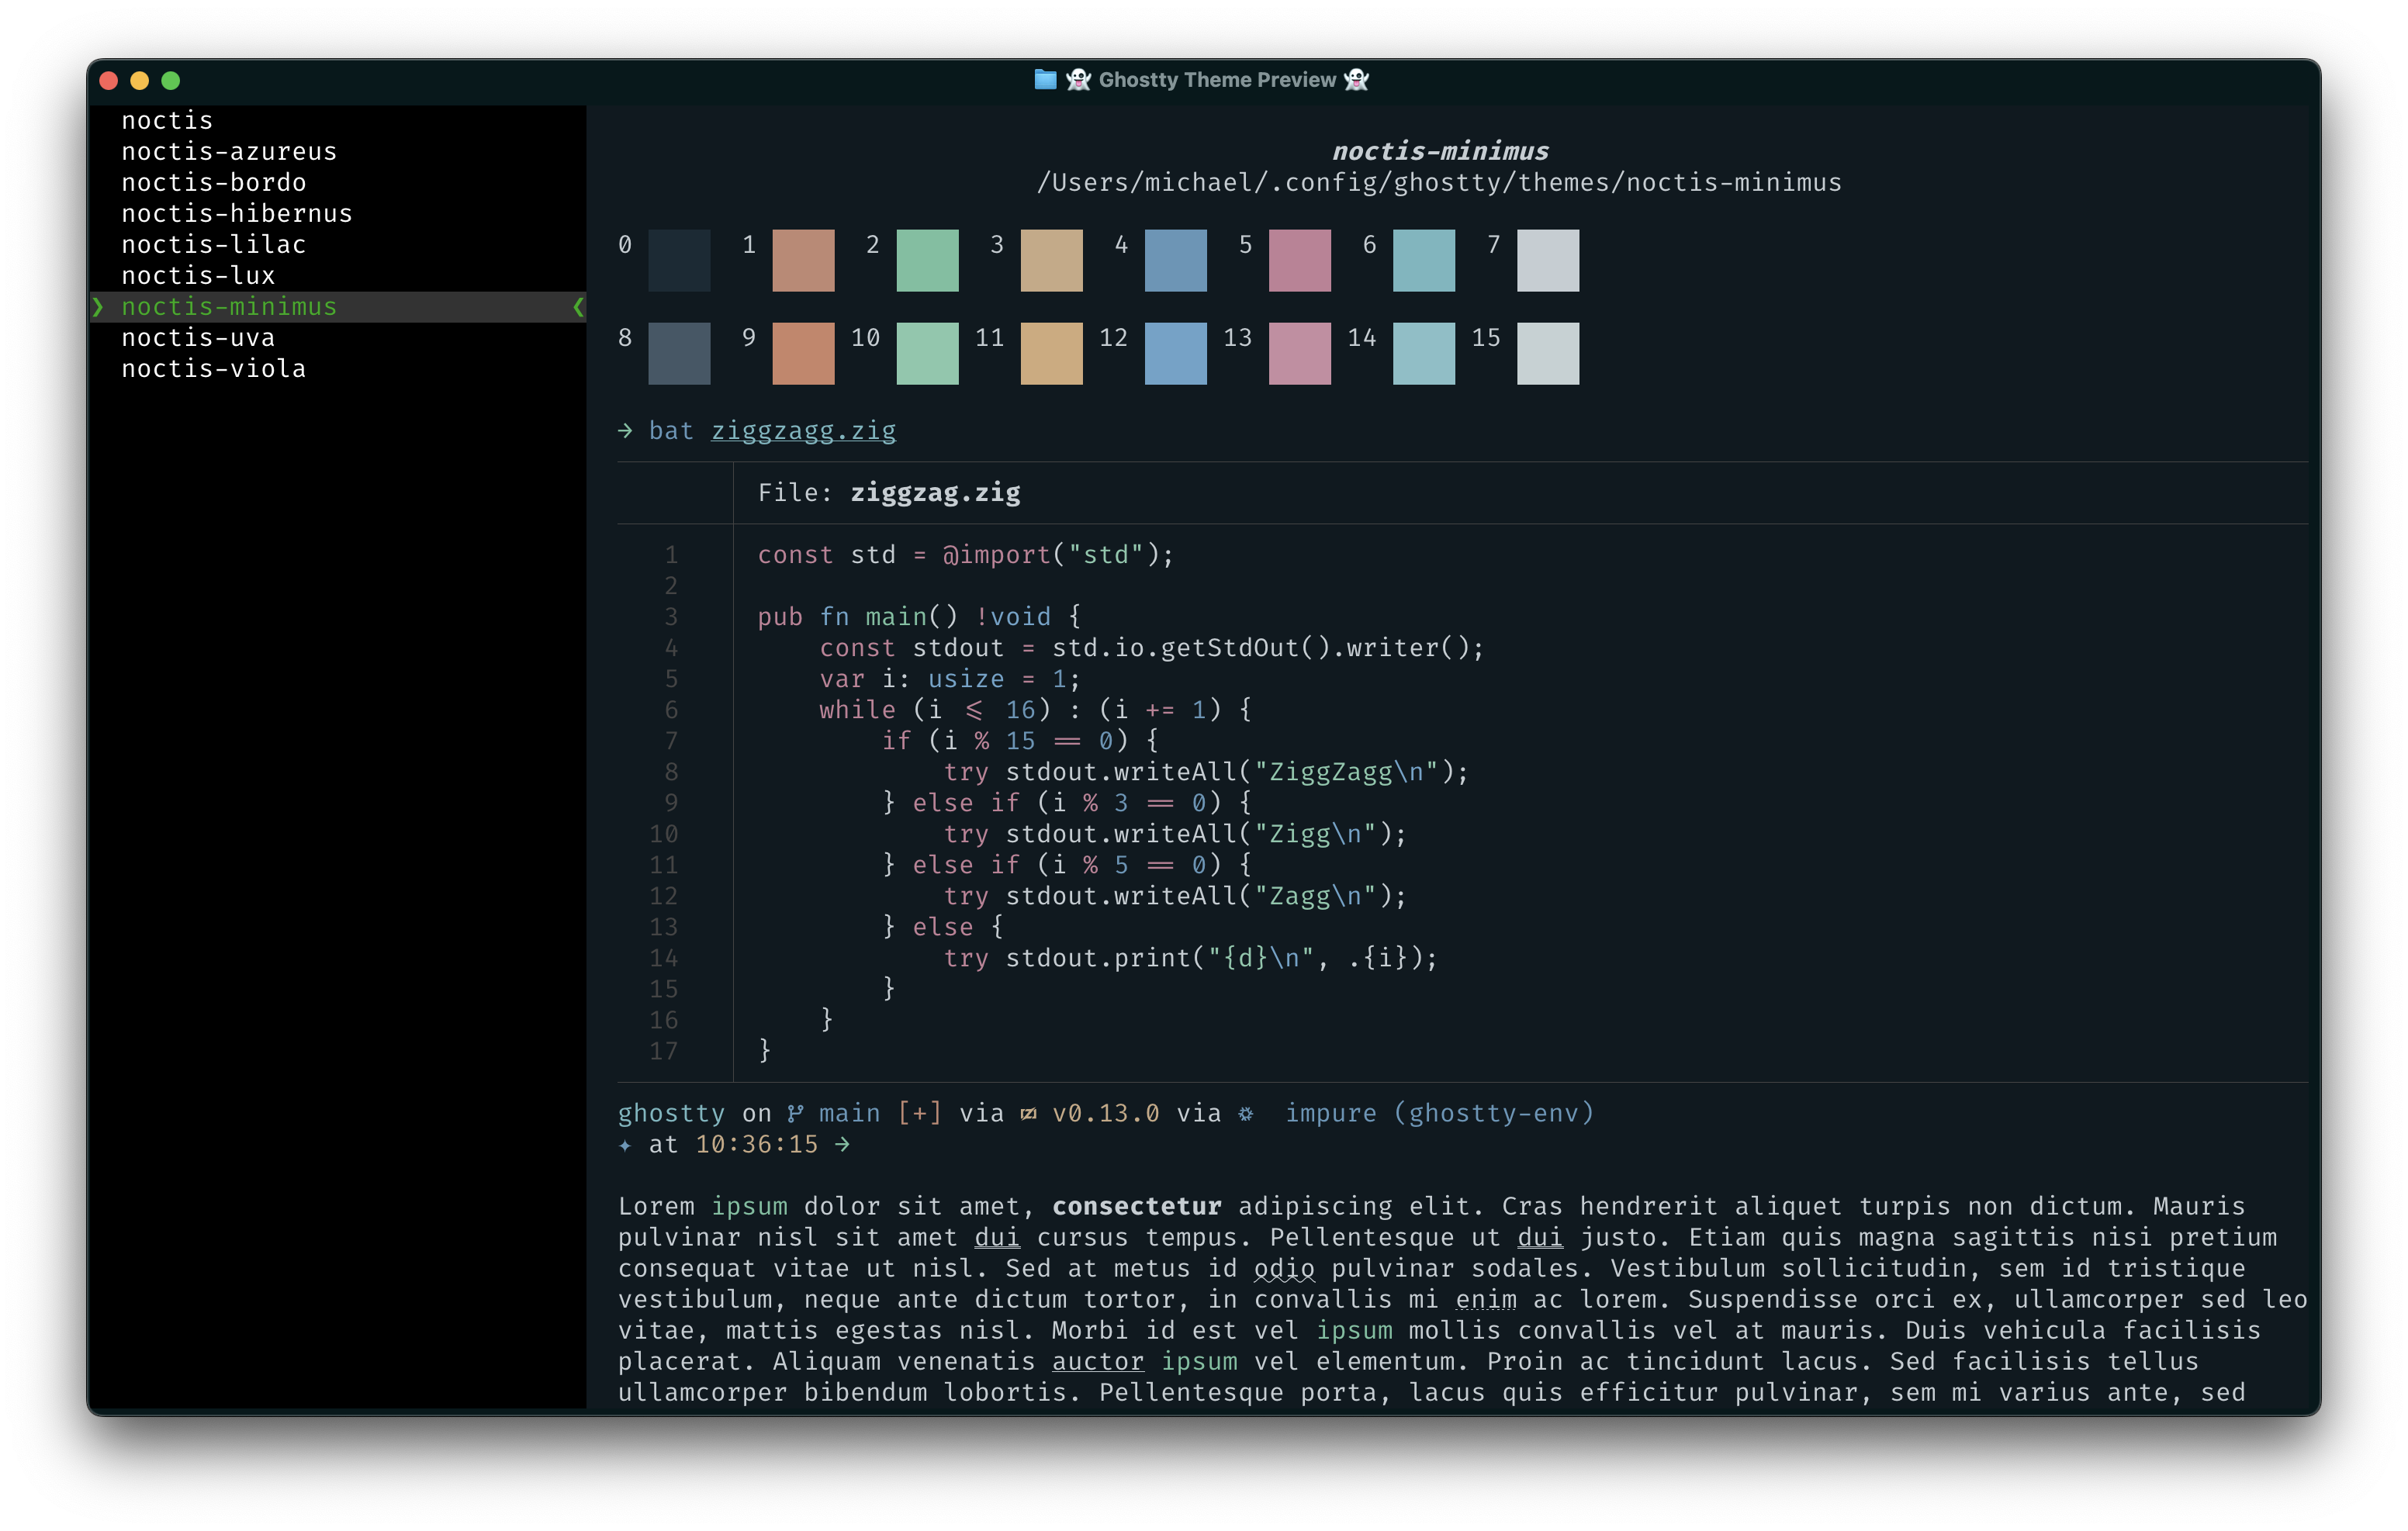 Ghostty Theme Preview
noctis
noctis-azureus
noctis-bordo
noctis-hibernus
noctis-lilac
noctis-lux
❯ noctis-minimus ❮
noctis-uva
noctis-viola
noctis-minimus
/Users/michael/.config/ghostty/themes/noctis-minimus
0 1 2 3 4 5 6 7
8 9 10 11 12 13 14 15
→ bat ziggzagg.zig
File: ziggzag.zig
1 const std = @import("std");
2
3 pub fn main() !void {
4     const stdout = std.io.getStdOut().writer();
5     var i: usize = 1;
6     while (i <= 16) : (i += 1) {
7         if (i % 15 == 0) {
8             try stdout.writeAll("ZiggZagg\n");
9         } else if (i % 3 == 0) {
10             try stdout.writeAll("Zigg\n");
11         } else if (i % 5 == 0) {
12             try stdout.writeAll("Zagg\n");
13         } else {
14             try stdout.print("{d}\n", .{i});
15         }
16     }
17 }
ghostty on main [+] via v0.13.0 via impure (ghostty-env)
✦ at 10:36:15 →
Lorem ipsum dolor sit amet, consectetur adipiscing elit. Cras hendrerit aliquet turpis non dictum. Mauris
pulvinar nisl sit amet dui cursus tempus. Pellentesque ut dui justo. Etiam quis magna sagittis nisi pretium
consequat vitae ut nisl. Sed at metus id odio pulvinar sodales. Vestibulum sollicitudin, sem id tristique
vestibulum, neque ante dictum tortor, in convallis mi enim ac lorem. Suspendisse orci ex, ullamcorper sed leo
vitae, mattis egestas nisl. Morbi id est vel ipsum mollis convallis vel at mauris. Duis vehicula facilisis
placerat. Aliquam venenatis auctor ipsum vel elementum. Proin ac tincidunt lacus. Sed facilisis tellus
ullamcorper bibendum lobortis. Pellentesque porta, lacus quis efficitur pulvinar, sem mi varius ante, sed